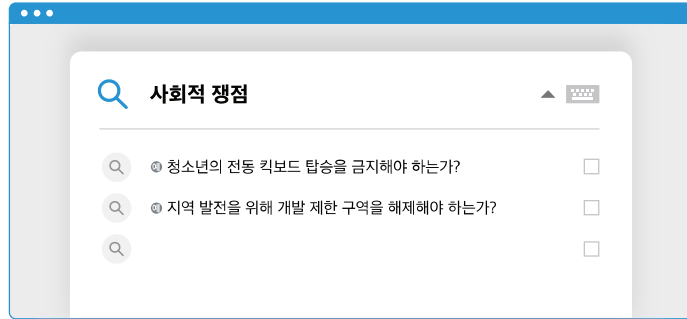 사회적 쟁점
예 청소년의 전동 킥보드 탑승을 금지해야 하는가?
예 지역 발전을 위해 개발 제한 구역을 해제해야 하는가?